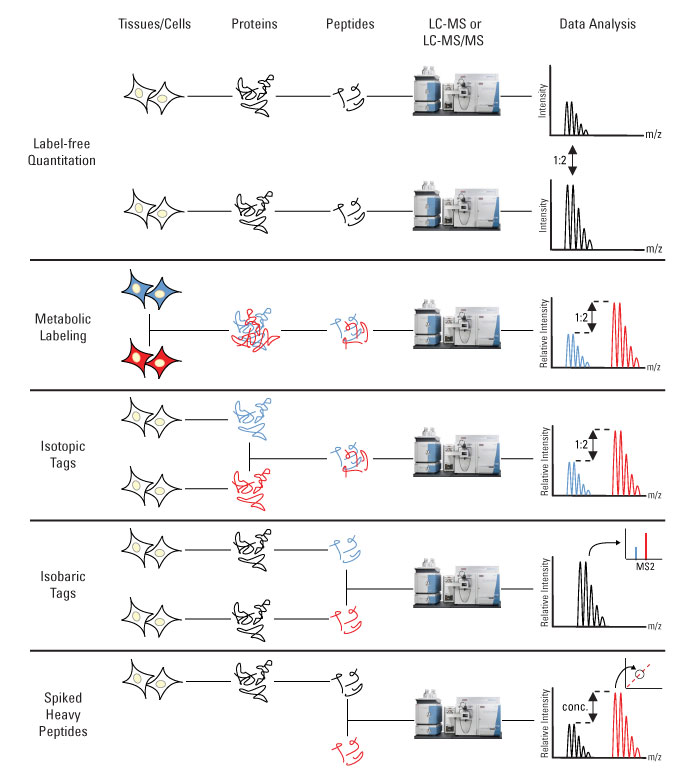 Tissues/Cells
Proteins
Peptides
LC-MS or
LC-MS/MS
Data Analysis
Label-free
Quantitation
Intensity
m/z
1:2
Intensity
m/z
Metabolic
Labeling
Relative Intensity
1:2
m/z
Isotopic
Tags
Relative Intensity
1:2
m/z
Isobaric
Tags
Relative Intensity
MS2
m/z
Spiked
Heavy
Peptides
Relative Intensity
conc.
m/z